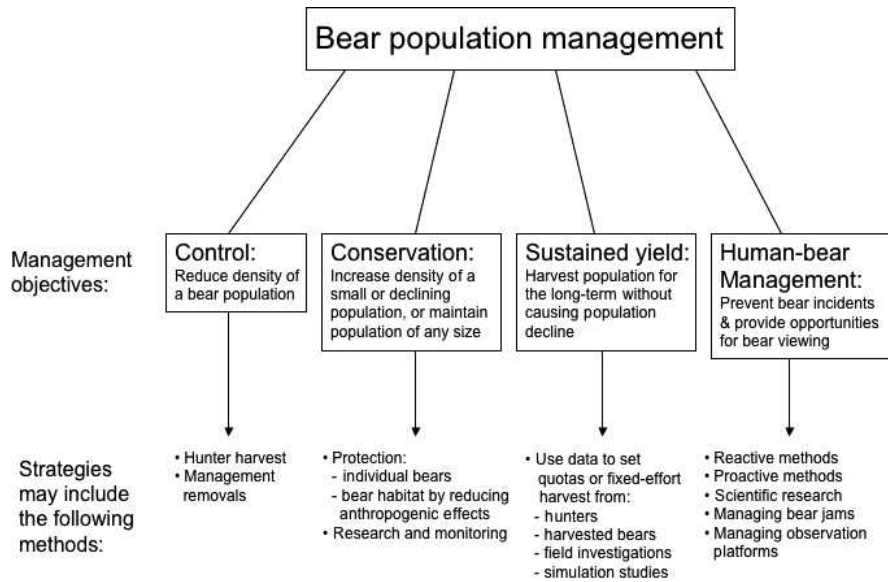 Bear population management
Management
objectives:
Control:
Reduce density of
a bear population
Conservation:
Increase density of a
small or declining
population, or maintain
population of any size
Sustained yield:
Harvest population for
the long-term without
causing population
decline
Human-bear
Management:
Prevent bear incidents
& provide opportunities
for bear viewing
Strategies
may include
the following
methods:
• Hunter harvest
• Management
removals
• Protection:
- individual bears
- bear habitat by reducing
anthropogenic effects
• Research and monitoring
• Use data to set
quotas or fixed-effort
harvest from:
- hunters
- harvested bears
- field investigations
- simulation studies
• Reactive methods
• Proactive methods
• Scientific research
• Managing bear jams
• Managing observation
platforms